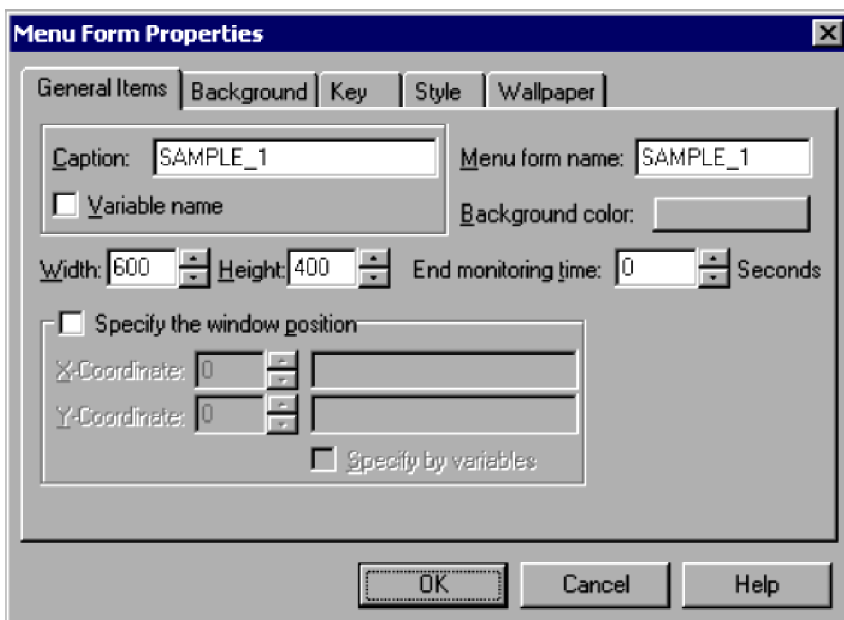 Menu Form Properties
General Items Background Key Style Wallpaper
Caption: SAMPLE_1 Menu form name: SAMPLE_1
Variable name Background color:
Width: 600 Height: 400 End monitoring time: 0 Seconds
Specify the window position
X-Coordinate: 0
Y-Coordinate: 0
Specify by variables
OK Cancel Help